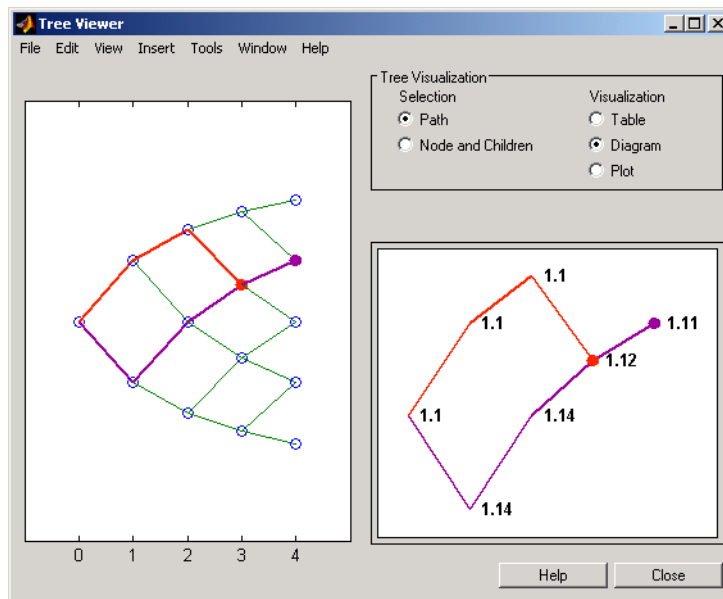 Tree Viewer
File Edit View Insert Tools Window Help
Tree Visualization
Selection Visualization
Path Table
Node and Children Diagram
Plot
1.1
1.1 1.11
1.12
1.1 1.14
1.14
0 1 2 3 4
Help Close